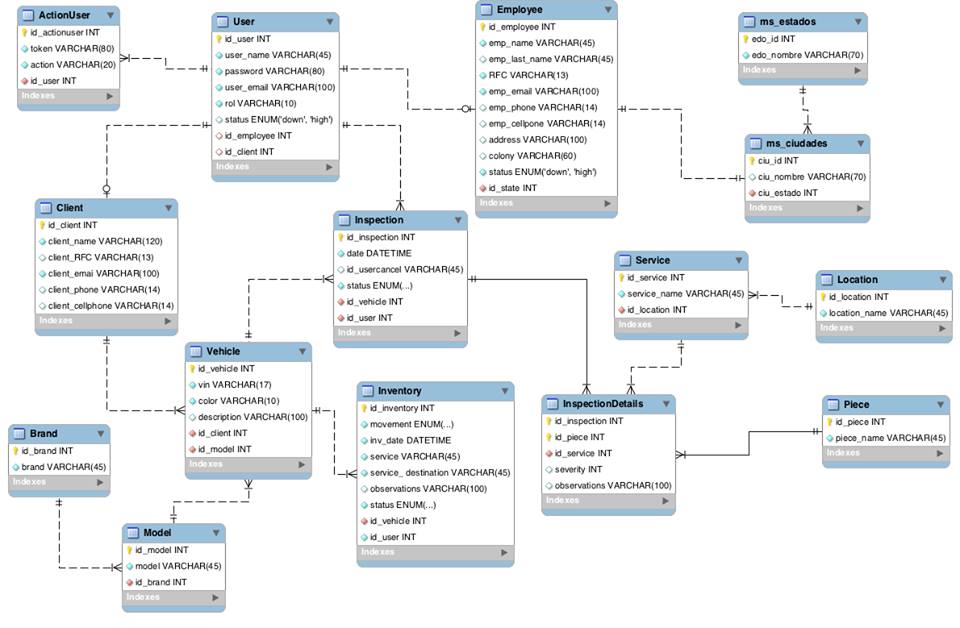 ActionUser
id_actionuser INT
token VARCHAR(80)
action VARCHAR(20)
id_user INT
Indexes
User
id_user INT
user_name VARCHAR(45)
password VARCHAR(80)
user_email VARCHAR(100)
rol VARCHAR(10)
status ENUM('down', 'high')
id_employee INT
id_client INT
Indexes
Employee
id_employee INT
emp_name VARCHAR(45)
emp_last_name VARCHAR(45)
RFC VARCHAR(13)
emp_email VARCHAR(100)
emp_phone VARCHAR(14)
emp_cellpone VARCHAR(14)
address VARCHAR(100)
colony VARCHAR(60)
status ENUM('down', 'high')
id_state INT
Indexes
ms_estados
edo_id INT
edo_nombre VARCHAR(70)
Indexes
ms_ciudades
ciu_id INT
ciu_nombre VARCHAR(70)
ciu_estado INT
Indexes
Client
id_client INT
client_name VARCHAR(120)
client_RFC VARCHAR(13)
client_emai VARCHAR(100)
client_phone VARCHAR(14)
client_cellphone VARCHAR(14)
Indexes
Inspection
id_inspection INT
date DATETIME
id_usercancel VARCHAR(45)
status ENUM(...)
id_vehicle INT
id_user INT
Indexes
Service
id_service INT
service_name VARCHAR(45)
id_location INT
Indexes
Location
id_location INT
location_name VARCHAR(45)
Indexes
Vehicle
id_vehicle INT
vin VARCHAR(17)
color VARCHAR(10)
description VARCHAR(100)
id_client INT
id_model INT
Indexes
Inventory
id_inventory INT
movement ENUM(...)
inv_date DATETIME
service VARCHAR(45)
service_ destination VARCHAR(45)
observations VARCHAR(100)
status ENUM(...)
id_vehicle INT
id_user INT
Indexes
InspectionDetails
id_inspection INT
id_piece INT
id_service INT
severity INT
observations VARCHAR(100)
Indexes
Piece
id_piece INT
piece_name VARCHAR(45)
Indexes
Brand
id_brand INT
brand VARCHAR(45)
Indexes
Model
id_model INT
model VARCHAR(45)
id_brand INT
Indexes